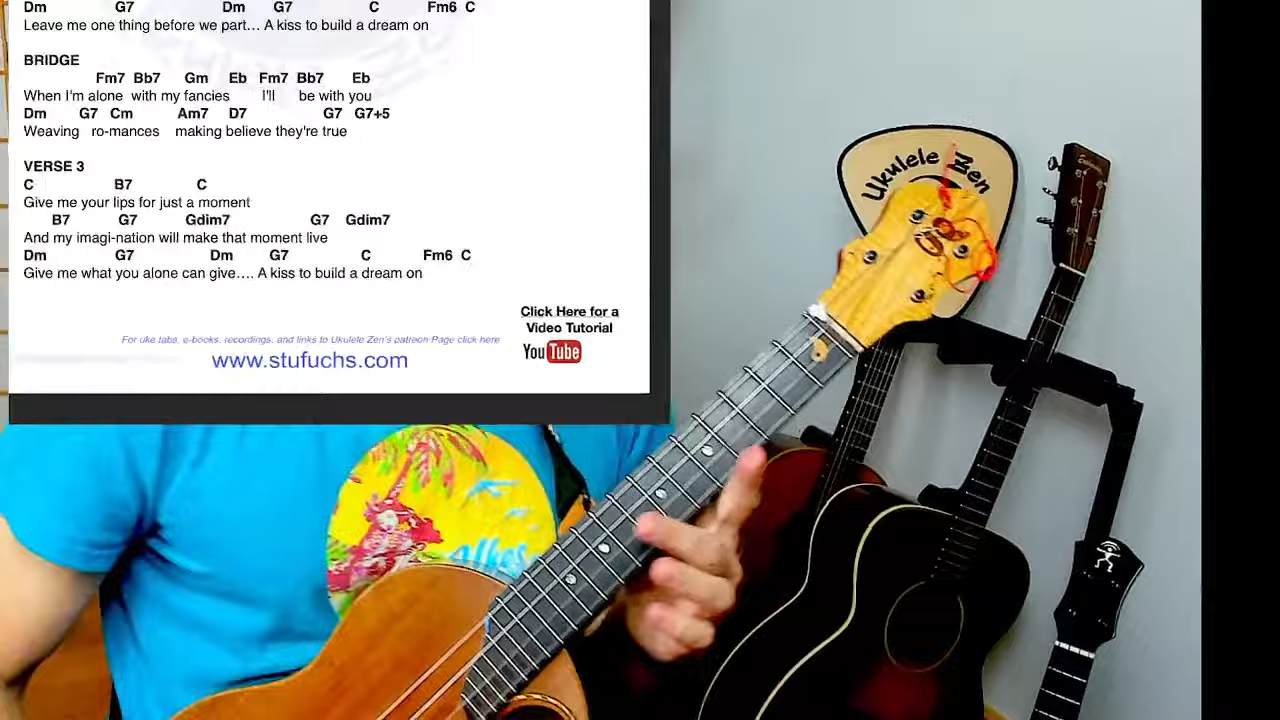 Dm G7 Dm G7 C Fm6 C
Leave me one thing before we part... A kiss to build a dream on
BRIDGE
Fm7 Bb7 Gm Eb Fm7 Bb7 Eb
When I'm alone with my fancies I'll be with you
Dm G7 Cm Am7 D7 G7 G7+5
Weaving ro-mances making believe they're true
VERSE 3
C B7 C
Give me your lips for just a moment
B7 G7 Gdim7 G7 Gdim7
And my imagi-nation will make that moment live
Dm G7 Dm G7 C Fm6 C
Give me what you alone can give.... A kiss to build a dream on
Click Here for a
Video Tutorial
For uke tabs, e-books, recordings, and links to Ukulele Zen's patreon Page click here
www.stufuchs.com
YouTube
Ukulele Zen